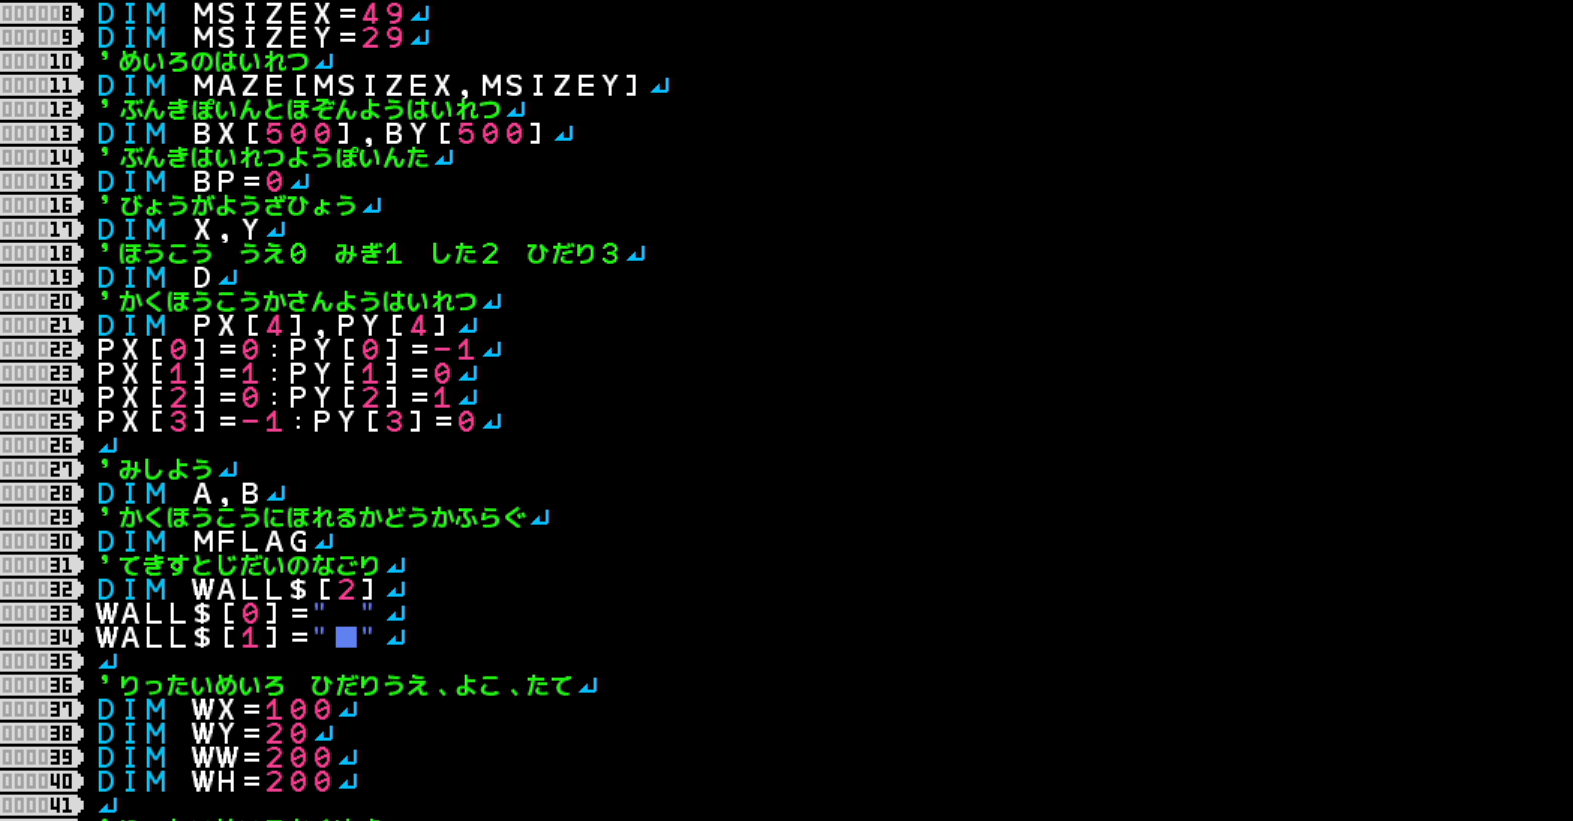 000008 DIM MSIZEX=49
000009 DIM MSIZEY=29
000010 'めいろのはいれつ
000011 DIM MAZE[MSIZEX,MSIZEY]
000012 'ぶんきぽいんとほぞんようはいれつ
000013 DIM BX[500],BY[500]
000014 'ぶんきはいれつようぽいんた
000015 DIM BP=0
000016 'びょうがようざひょう
000017 DIM X,Y
000018 'ほうこう　うえ0　みぎ1　した2　ひだり3
000019 DIM D
000020 'かくほうこうかさんようはいれつ
000021 DIM PX[4],PY[4]
000022 PX[0]=0:PY[0]=-1
000023 PX[1]=1:PY[1]=0
000024 PX[2]=0:PY[2]=1
000025 PX[3]=-1:PY[3]=0
000026
000027 'みしよう
000028 DIM A,B
000029 'かくほうこうにほれるかどうかふらぐ
000030 DIM MFLAG
000031 'てきすとじだいのなごり
000032 DIM WALL$[2]
000033 WALL$[0]="　"
000034 WALL$[1]="■"
000035
000036 'りったいめいろ　ひだりうえ、よこ、たて
000037 DIM WX=100
000038 DIM WY=20
000039 DIM WW=200
000040 DIM WH=200
000041